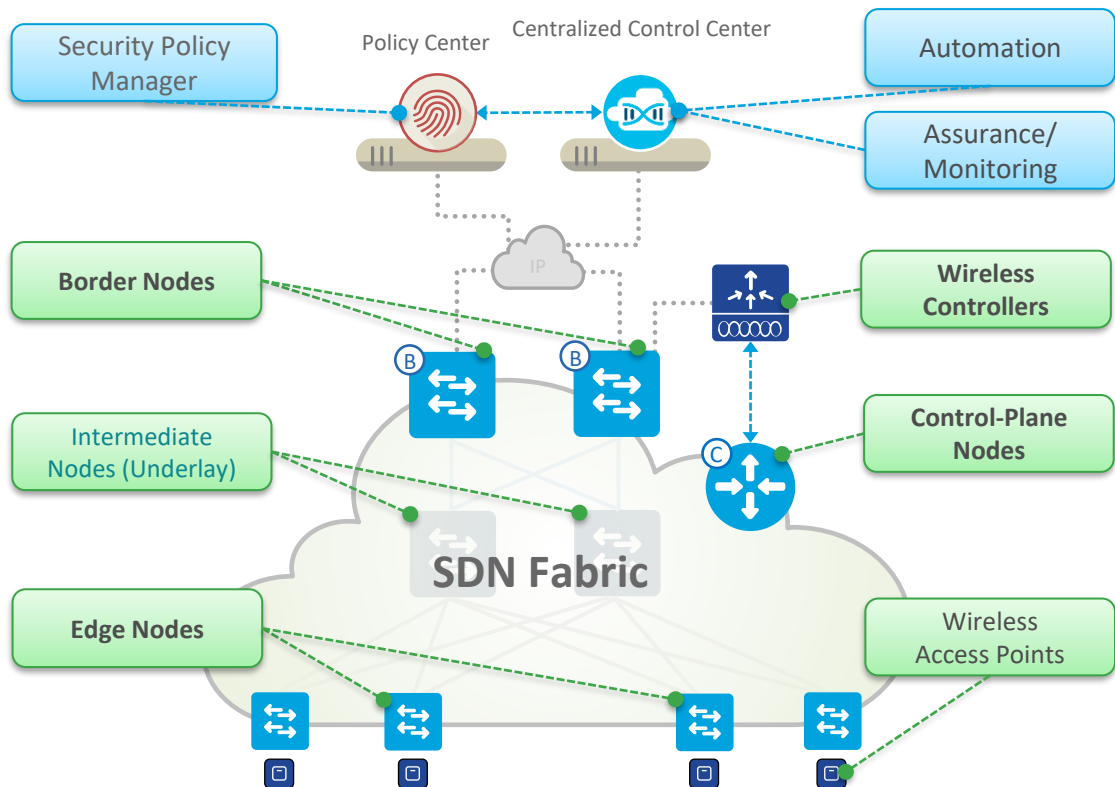 Policy Center
Centralized Control Center
Security Policy
Manager
Automation
Assurance/
Monitoring
IP
Border Nodes
Wireless
Controllers
B
B
Intermediate
Nodes (Underlay)
Control-Plane
Nodes
C
SDN Fabric
Edge Nodes
Wireless
Access Points